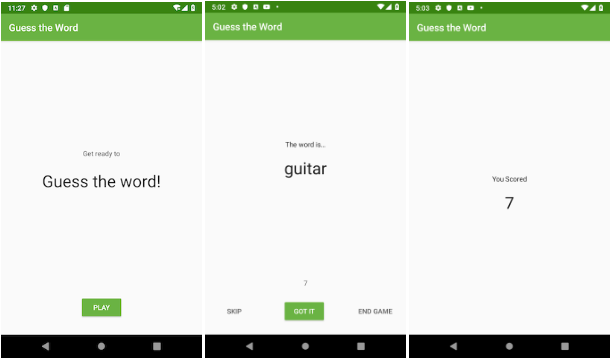 11:27
Guess the Word
Get ready to
Guess the word!
PLAY
5:02
Guess the Word
The word is...
guitar
7
SKIP
GOT IT
END GAME
5:03
Guess the Word
You Scored
7